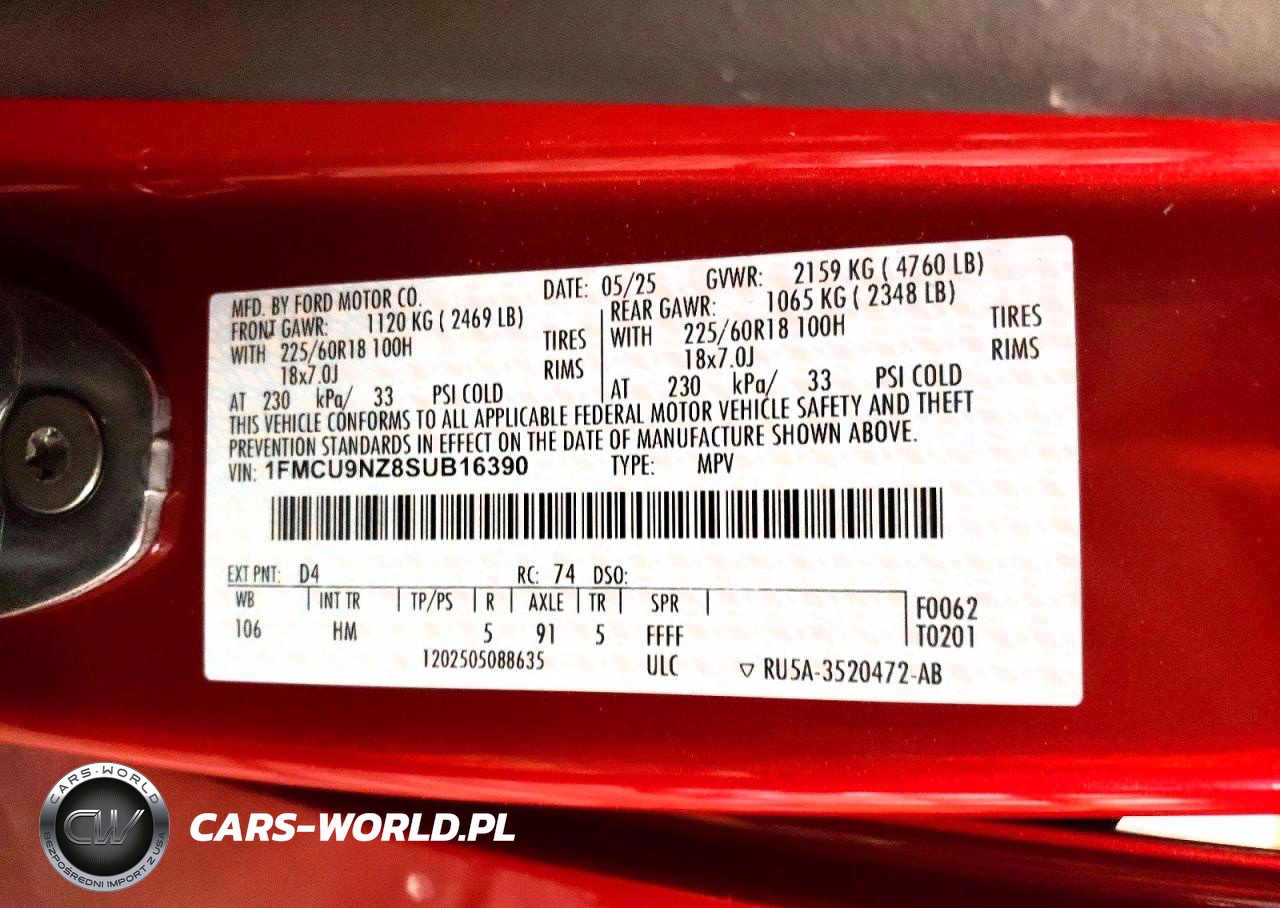 MFD. BY FORD MOTOR CO. DATE: 05/25 GVWR: 2159 KG ( 4760 LB)
FRONT GAWR: 1120 KG ( 2469 LB) REAR GAWR: 1065 KG ( 2348 LB)
WITH 225/60R18 100H TIRES WITH 225/60R18 100H TIRES
18x7.0J RIMS 18x7.0J RIMS
AT 230 kPa/ 33 PSI COLD AT 230 kPa/ 33 PSI COLD
THIS VEHICLE CONFORMS TO ALL APPLICABLE FEDERAL MOTOR VEHICLE SAFETY AND THEFT
PREVENTION STANDARDS IN EFFECT ON THE DATE OF MANUFACTURE SHOWN ABOVE.
VIN: 1FMCU9NZ8SUB16390 TYPE: MPV
EXT PNT: D4 RC: 74 DSO:
WB INT TR TP/PS R AXLE TR SPR F0062
106 HM 5 91 5 FFFF T0201
1202505088635 ULC ▽ RU5A-3520472-AB
CARS-WORLD
CW
BEZPOŚREDNI IMPORT Z USA
CARS-WORLD.PL